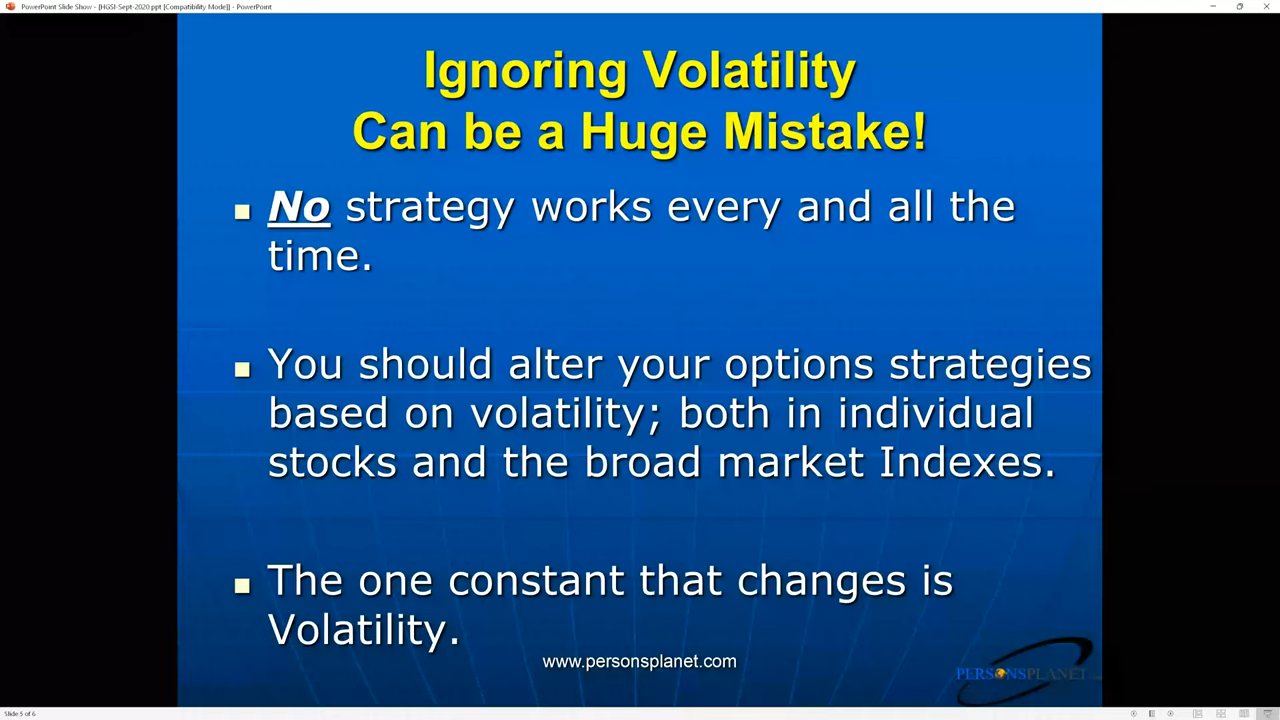 PowerPoint Slide Show - [HGSI-Sept-2020.ppt [Compatibility Mode]] - PowerPoint
Ignoring Volatility
Can be a Huge Mistake!
No strategy works every and all the
time.
You should alter your options strategies
based on volatility; both in individual
stocks and the broad market Indexes.
The one constant that changes is
Volatility.
www.personsplanet.com
PERSONSPLANET
Slide 5 of 6